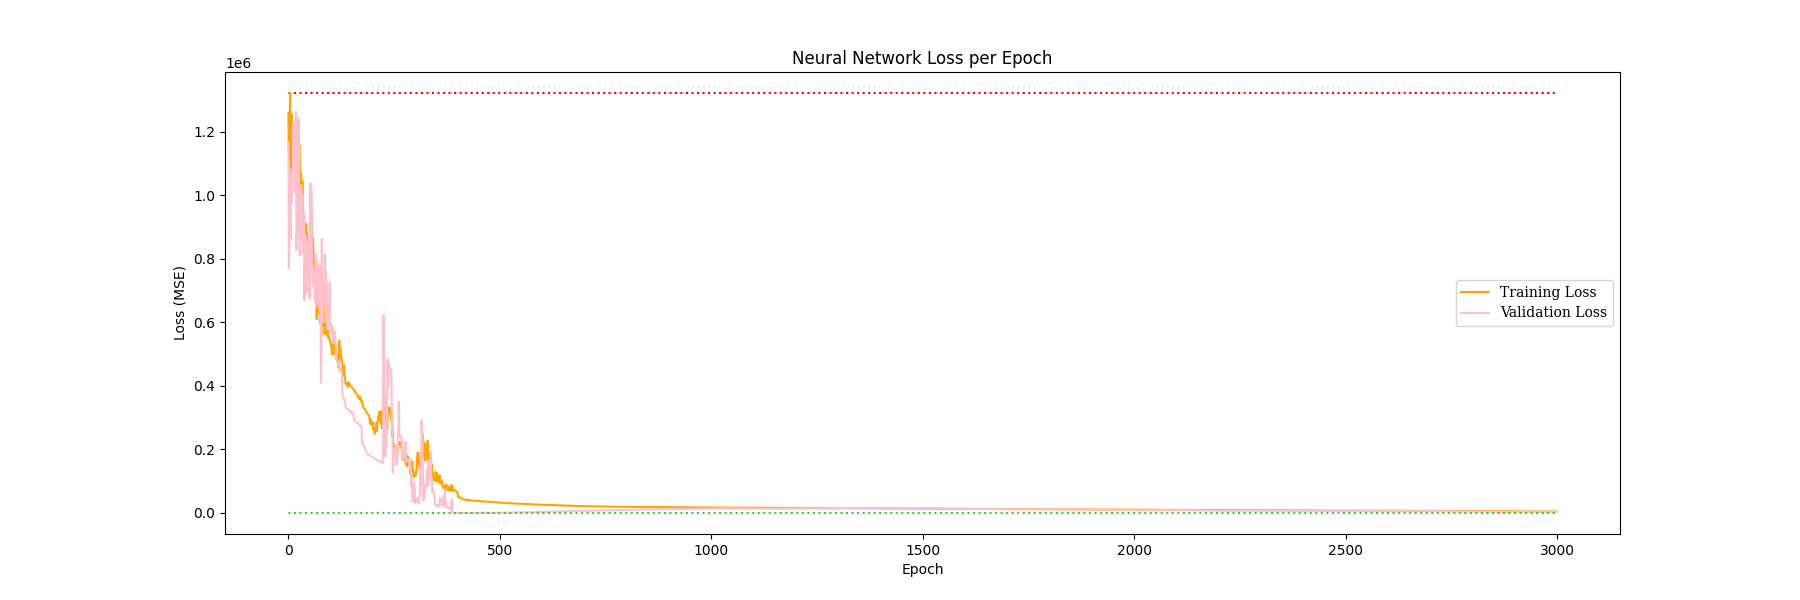 Neural Network Loss per Epoch
1e6
1.2
1.0
0.8
0.6
0.4
0.2
0.0
Loss (MSE)
Training Loss
Validation Loss
0 500 1000 1500 2000 2500 3000
Epoch